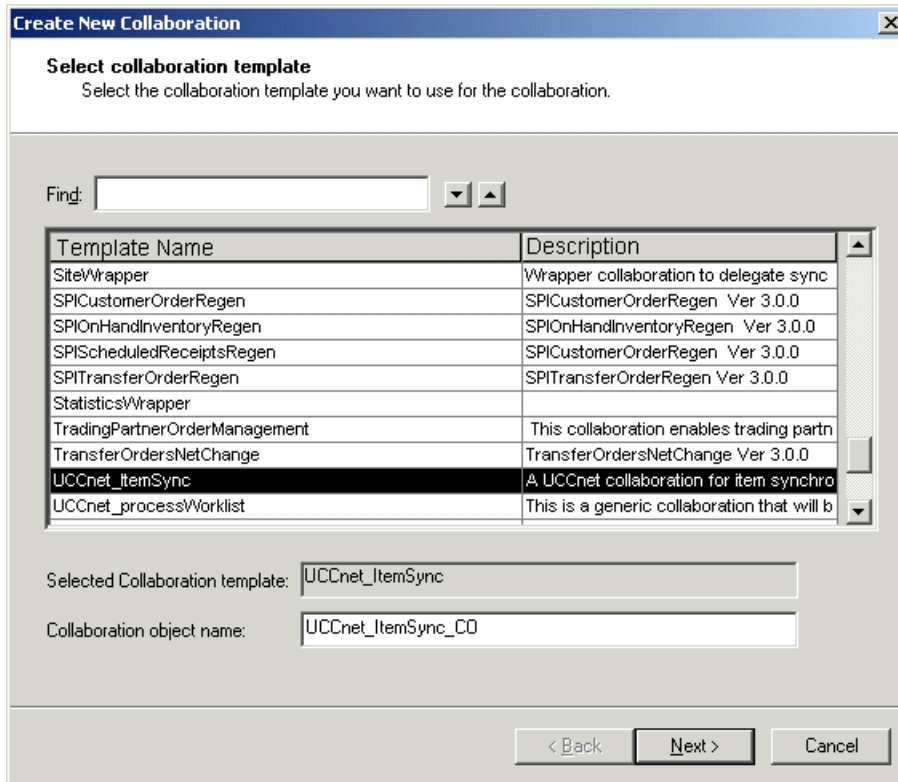 Create New Collaboration
Select collaboration template
Select the collaboration template you want to use for the collaboration.
Find:
Template Name Description
SiteWrapper Wrapper collaboration to delegate sync
SPICustomerOrderRegen SPICustomerOrderRegen Ver 3.0.0
SPIOnHandInventoryRegen SPIOnHandInventoryRegen Ver 3.0.0
SPIScheduledReceiptsRegen SPICustomerOrderRegen Ver 3.0.0
SPITransferOrderRegen SPITransferOrderRegen Ver 3.0.0
StatisticsWrapper
TradingPartnerOrderManagement This collaboration enables trading partn
TransferOrdersNetChange TransferOrdersNetChange Ver 3.0.0
UCCnet_ItemSync A UCCnet collaboration for item synchro
UCCnet_processWorklist This is a generic collaboration that will b
Selected Collaboration template: UCCnet_ItemSync
Collaboration object name: UCCnet_ItemSync_CO
< Back Next > Cancel